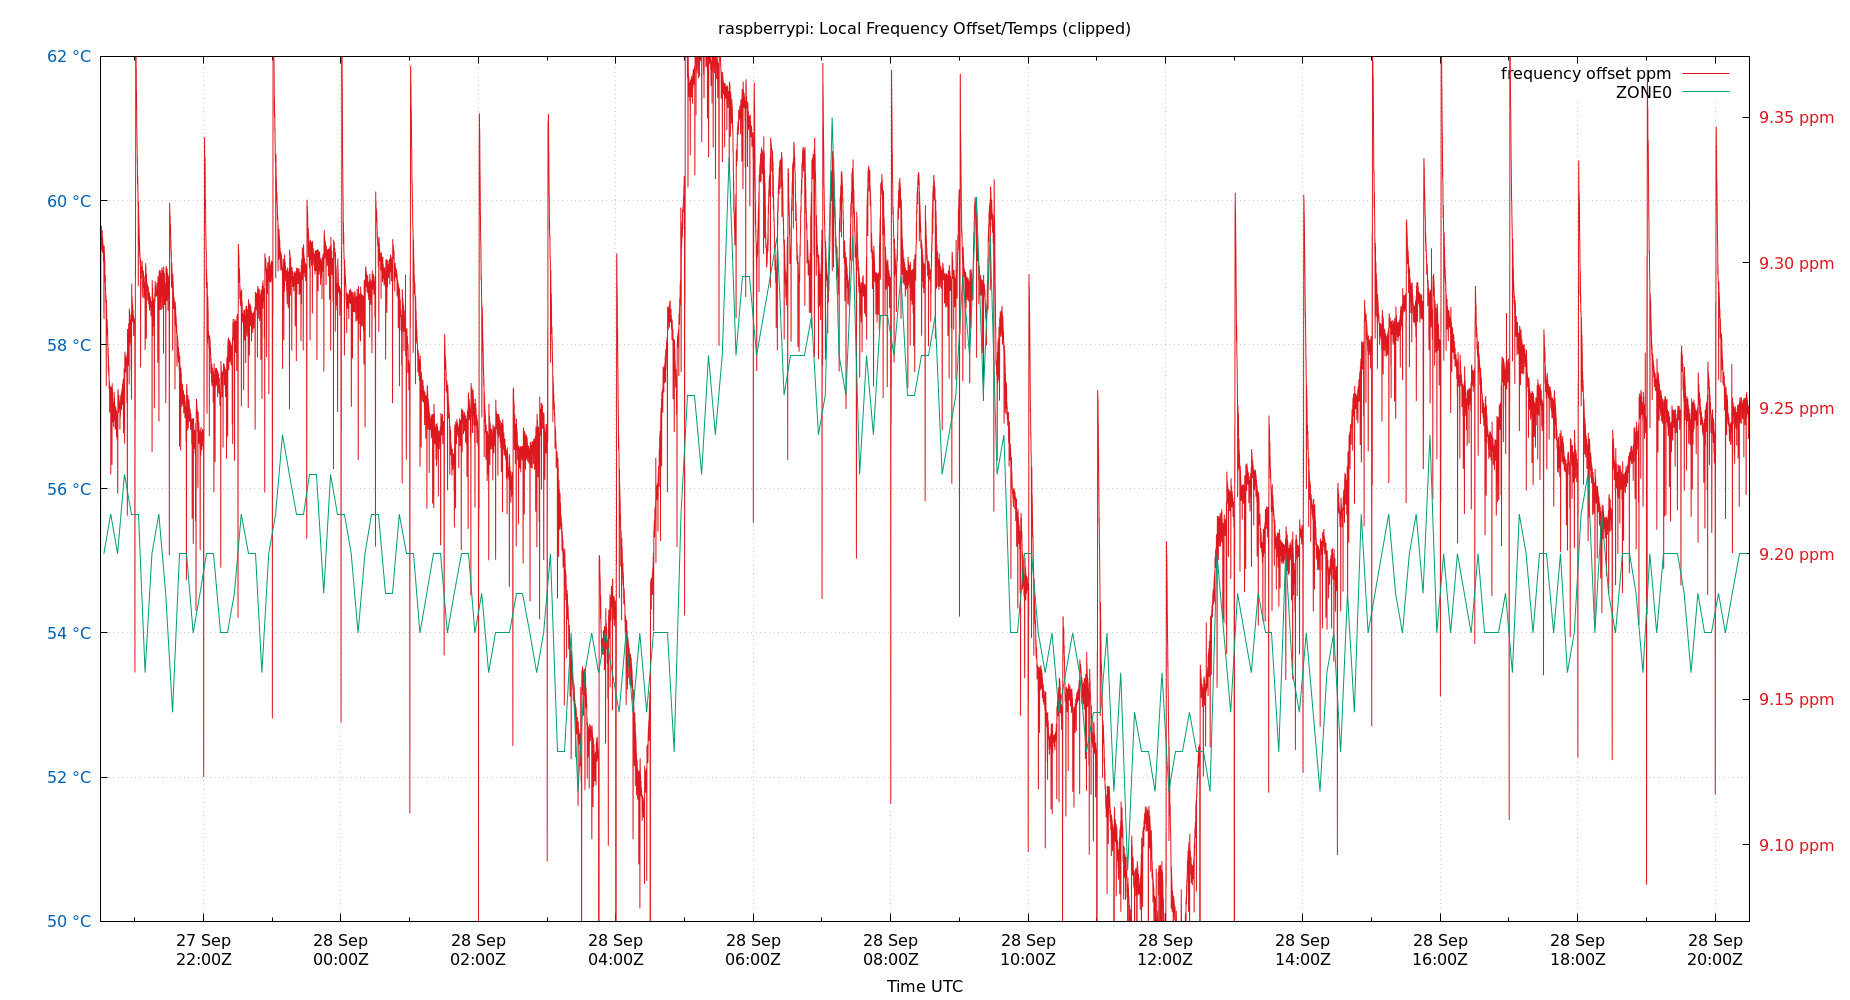 raspberrypi: Local Frequency Offset/Temps (clipped)
62 °C
60 °C
58 °C
56 °C
54 °C
52 °C
50 °C
frequency offset ppm
ZONE0
9.35 ppm
9.30 ppm
9.25 ppm
9.20 ppm
9.15 ppm
9.10 ppm
27 Sep
22:00Z
28 Sep
00:00Z
28 Sep
02:00Z
28 Sep
04:00Z
28 Sep
06:00Z
28 Sep
08:00Z
28 Sep
10:00Z
28 Sep
12:00Z
28 Sep
14:00Z
28 Sep
16:00Z
28 Sep
18:00Z
28 Sep
20:00Z
Time UTC